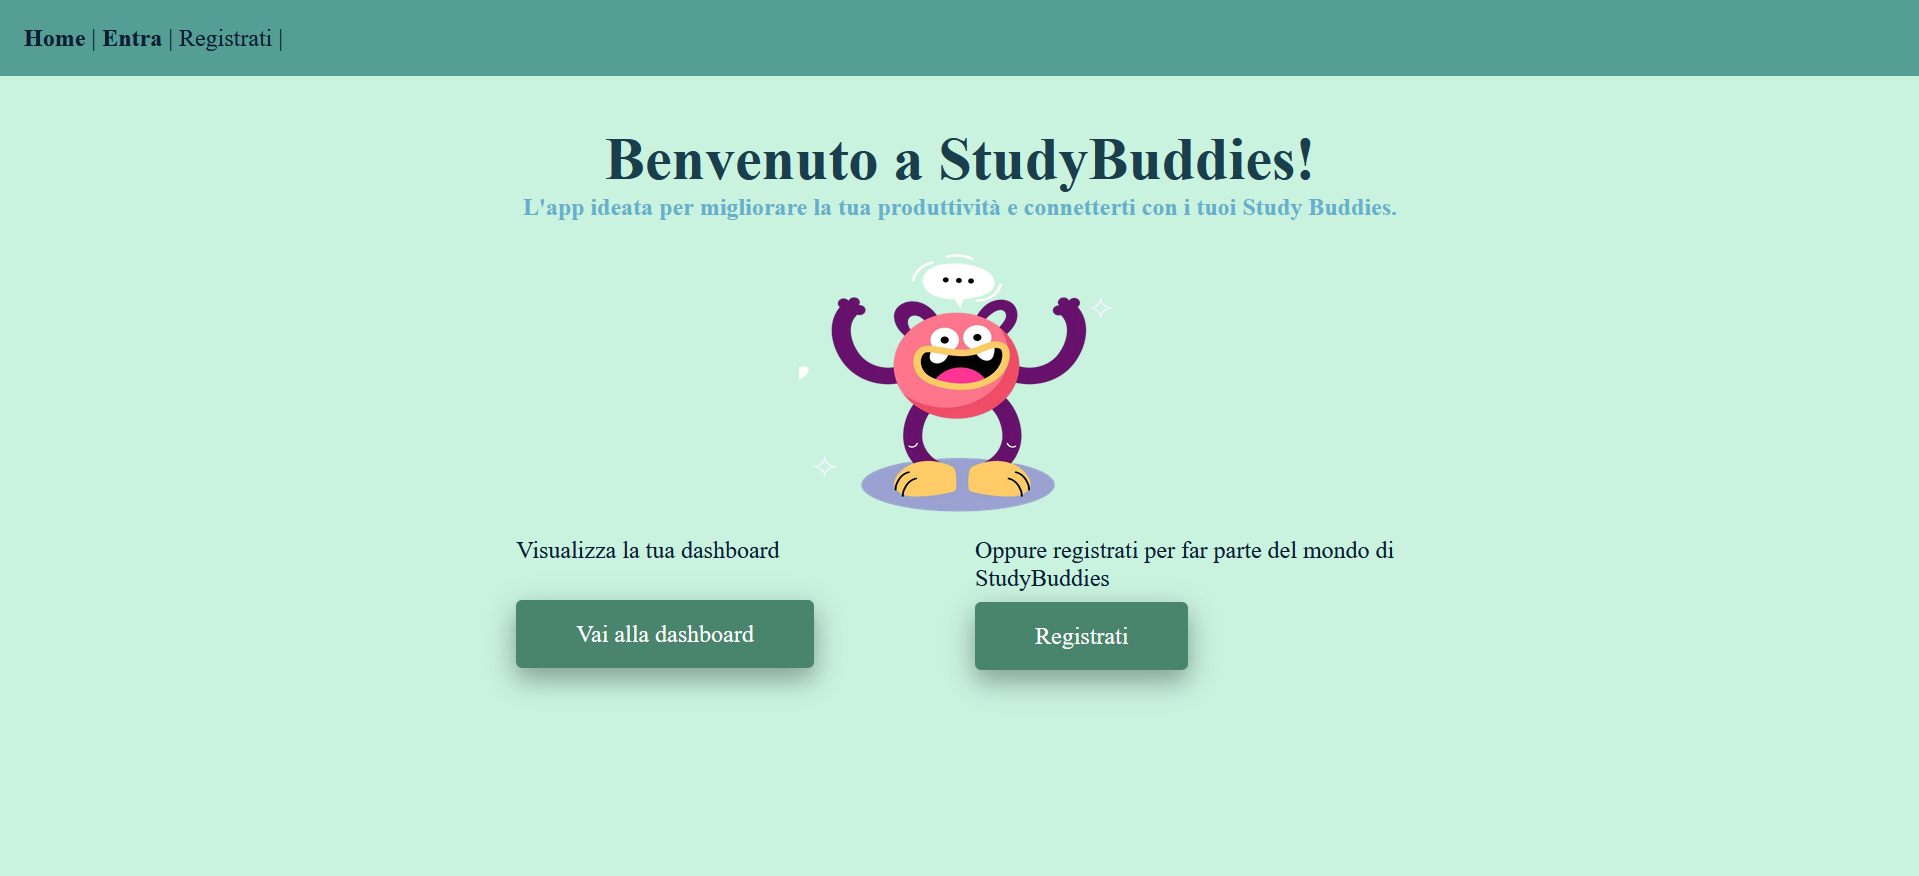 Home | Entra | Registrati |
Benvenuto a StudyBuddies!
L'app ideata per migliorare la tua produttività e connetterti con i tuoi Study Buddies.
Visualizza la tua dashboard
Vai alla dashboard
Oppure registrati per far parte del mondo di
StudyBuddies
Registrati